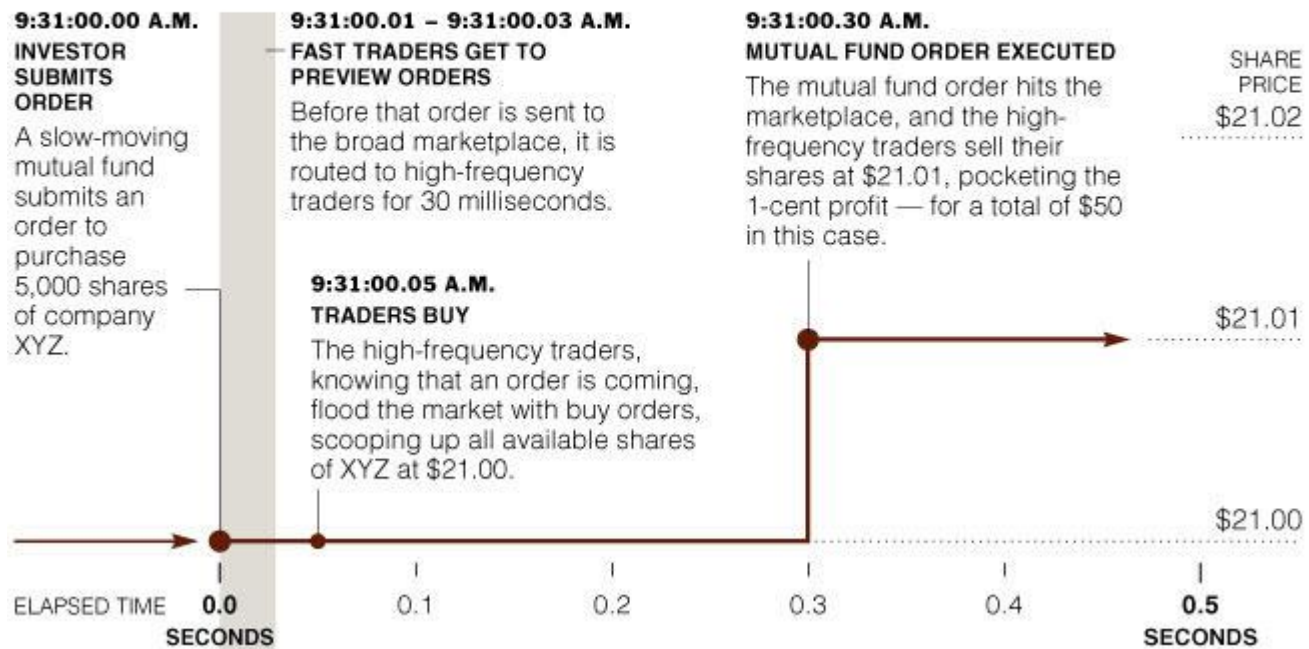 9:31:00.00 A.M.
INVESTOR
SUBMITS
ORDER
A slow-moving
mutual fund
submits an
order to
purchase
5,000 shares
of company
XYZ.
9:31:00.01 – 9:31:00.03 A.M.
FAST TRADERS GET TO
PREVIEW ORDERS
Before that order is sent to
the broad marketplace, it is
routed to high-frequency
traders for 30 milliseconds.
9:31:00.05 A.M.
TRADERS BUY
The high-frequency traders,
knowing that an order is coming,
flood the market with buy orders,
scooping up all available shares
of XYZ at $21.00.
9:31:00.30 A.M.
MUTUAL FUND ORDER EXECUTED
The mutual fund order hits the
marketplace, and the high-
frequency traders sell their
shares at $21.01, pocketing the
1-cent profit — for a total of $50
in this case.
SHARE
PRICE
$21.02
$21.01
$21.00
ELAPSED TIME 0.0 0.1 0.2 0.3 0.4 0.5
SECONDS SECONDS